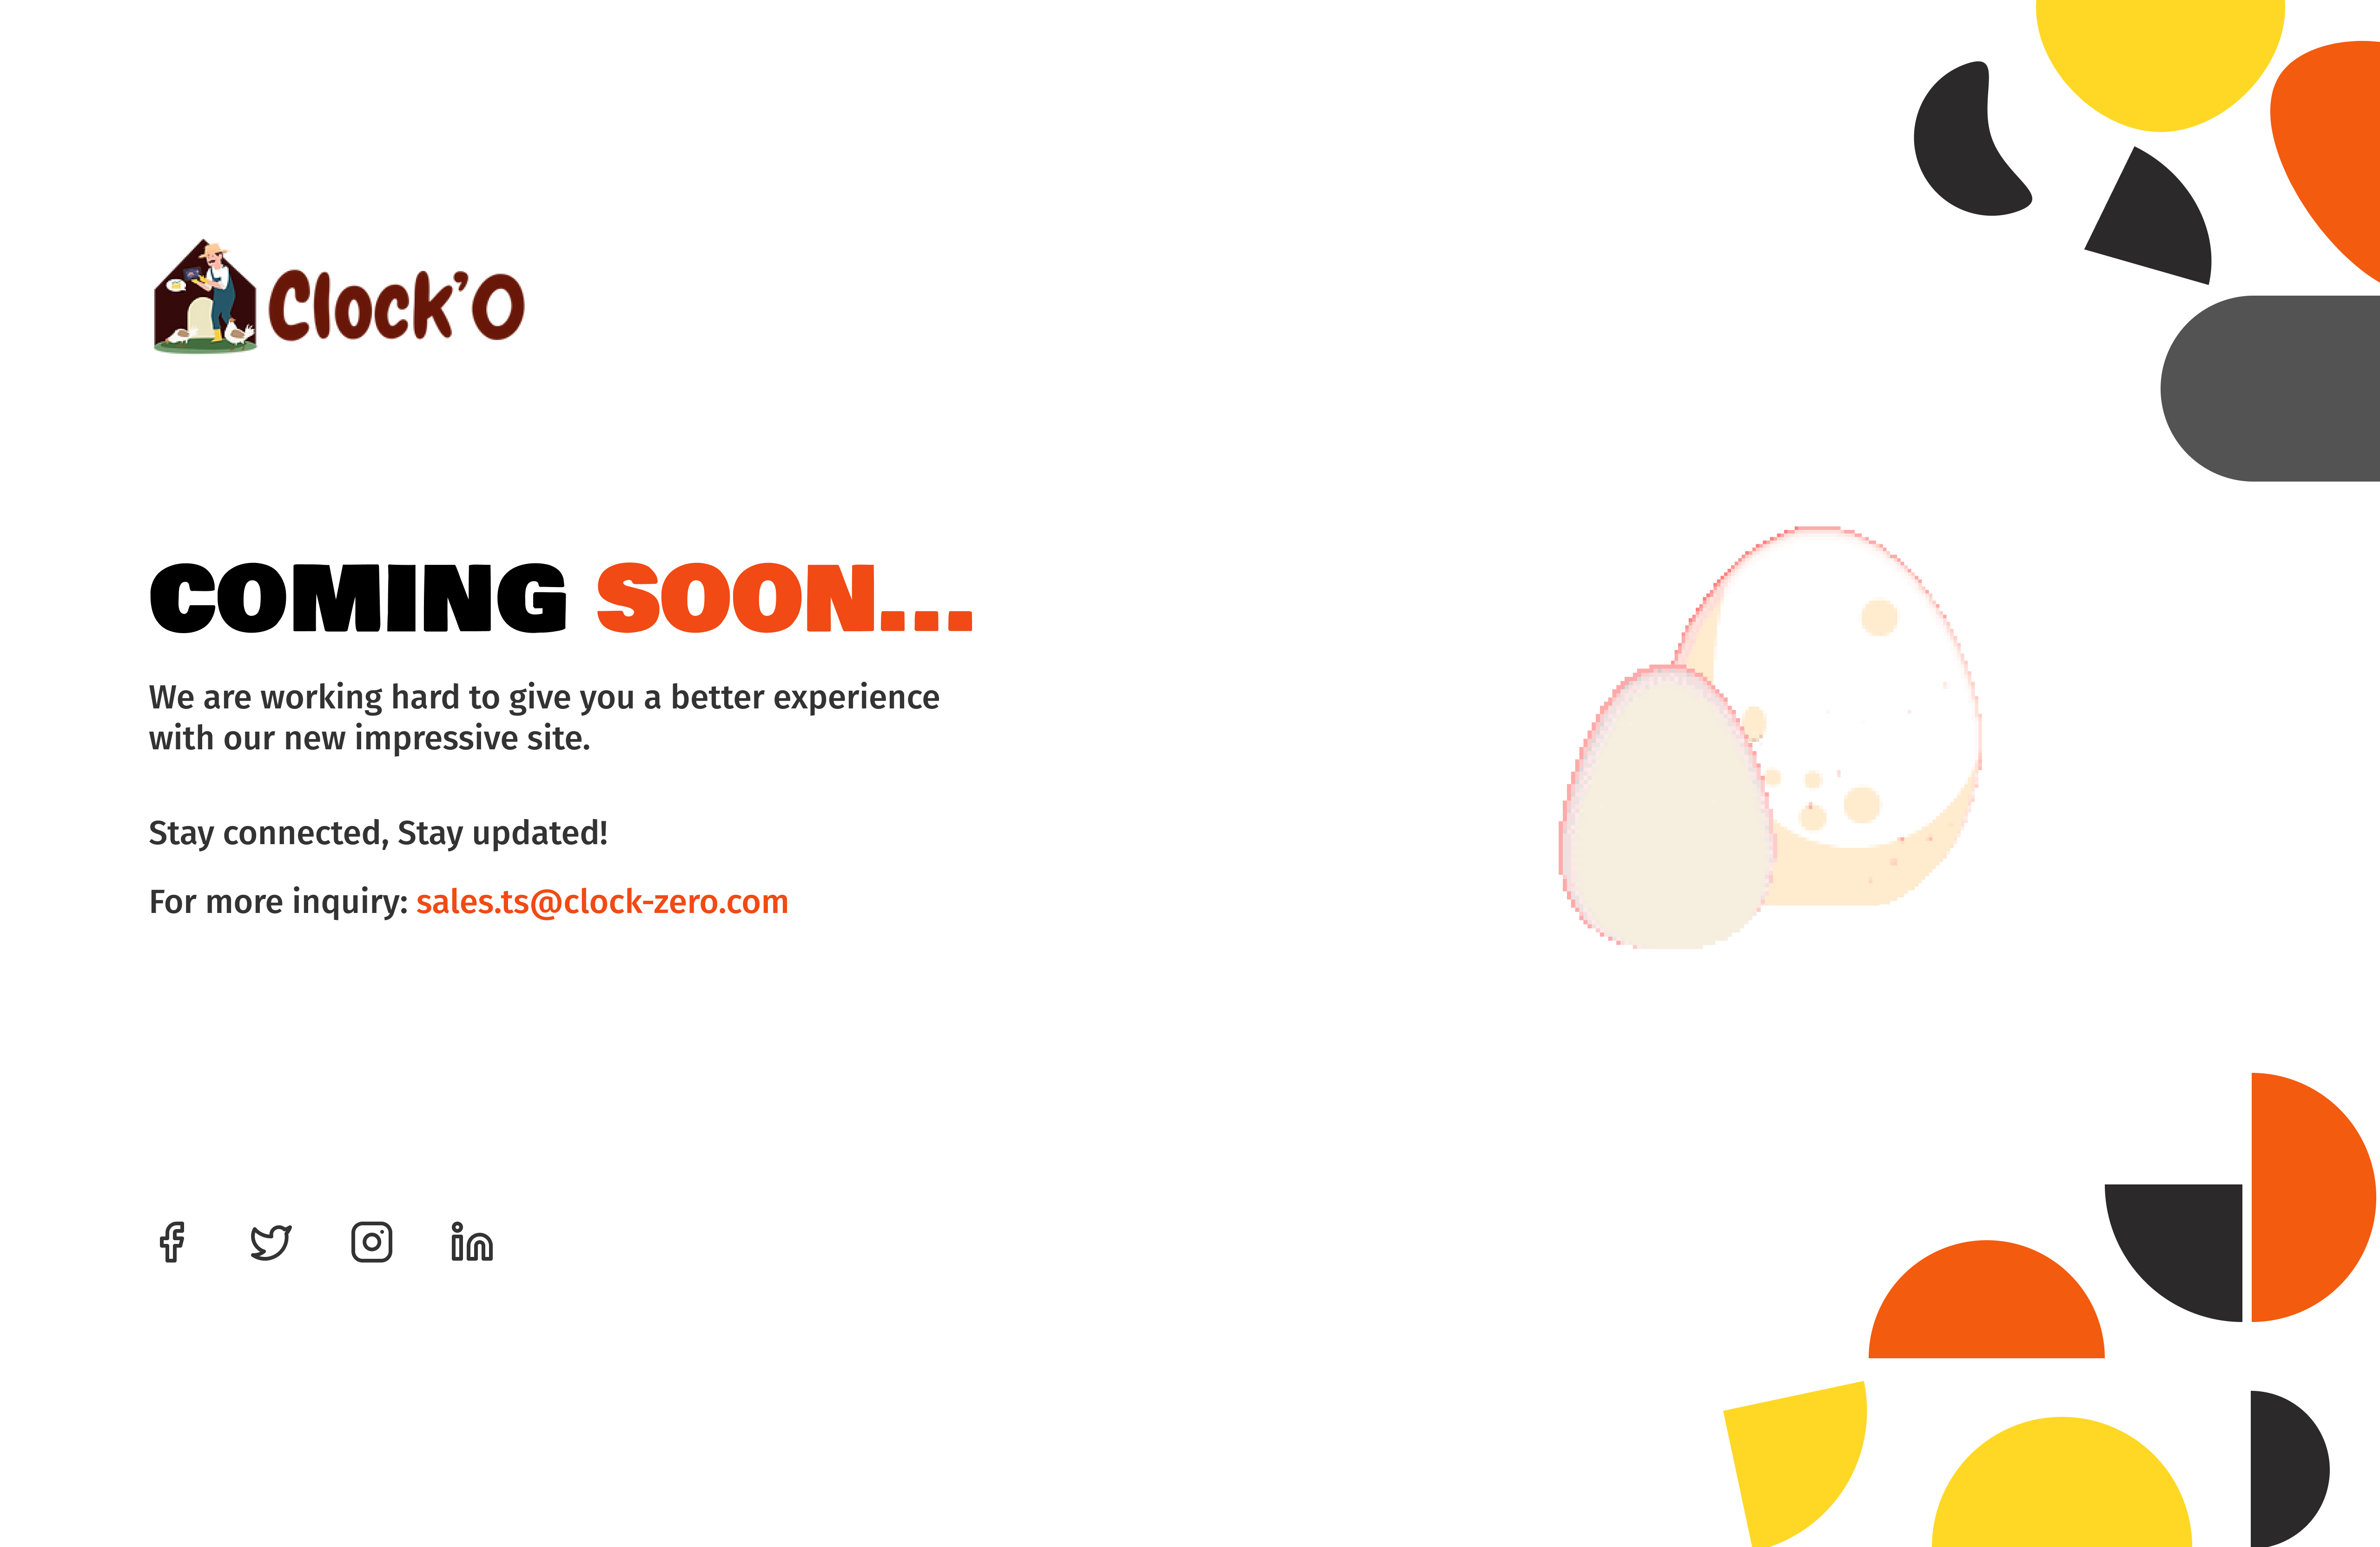 Clock’O
COMING SOON...
We are working hard to give you a better experience
with our new impressive site.
Stay connected, Stay updated!
For more inquiry: sales.ts@clock-zero.com